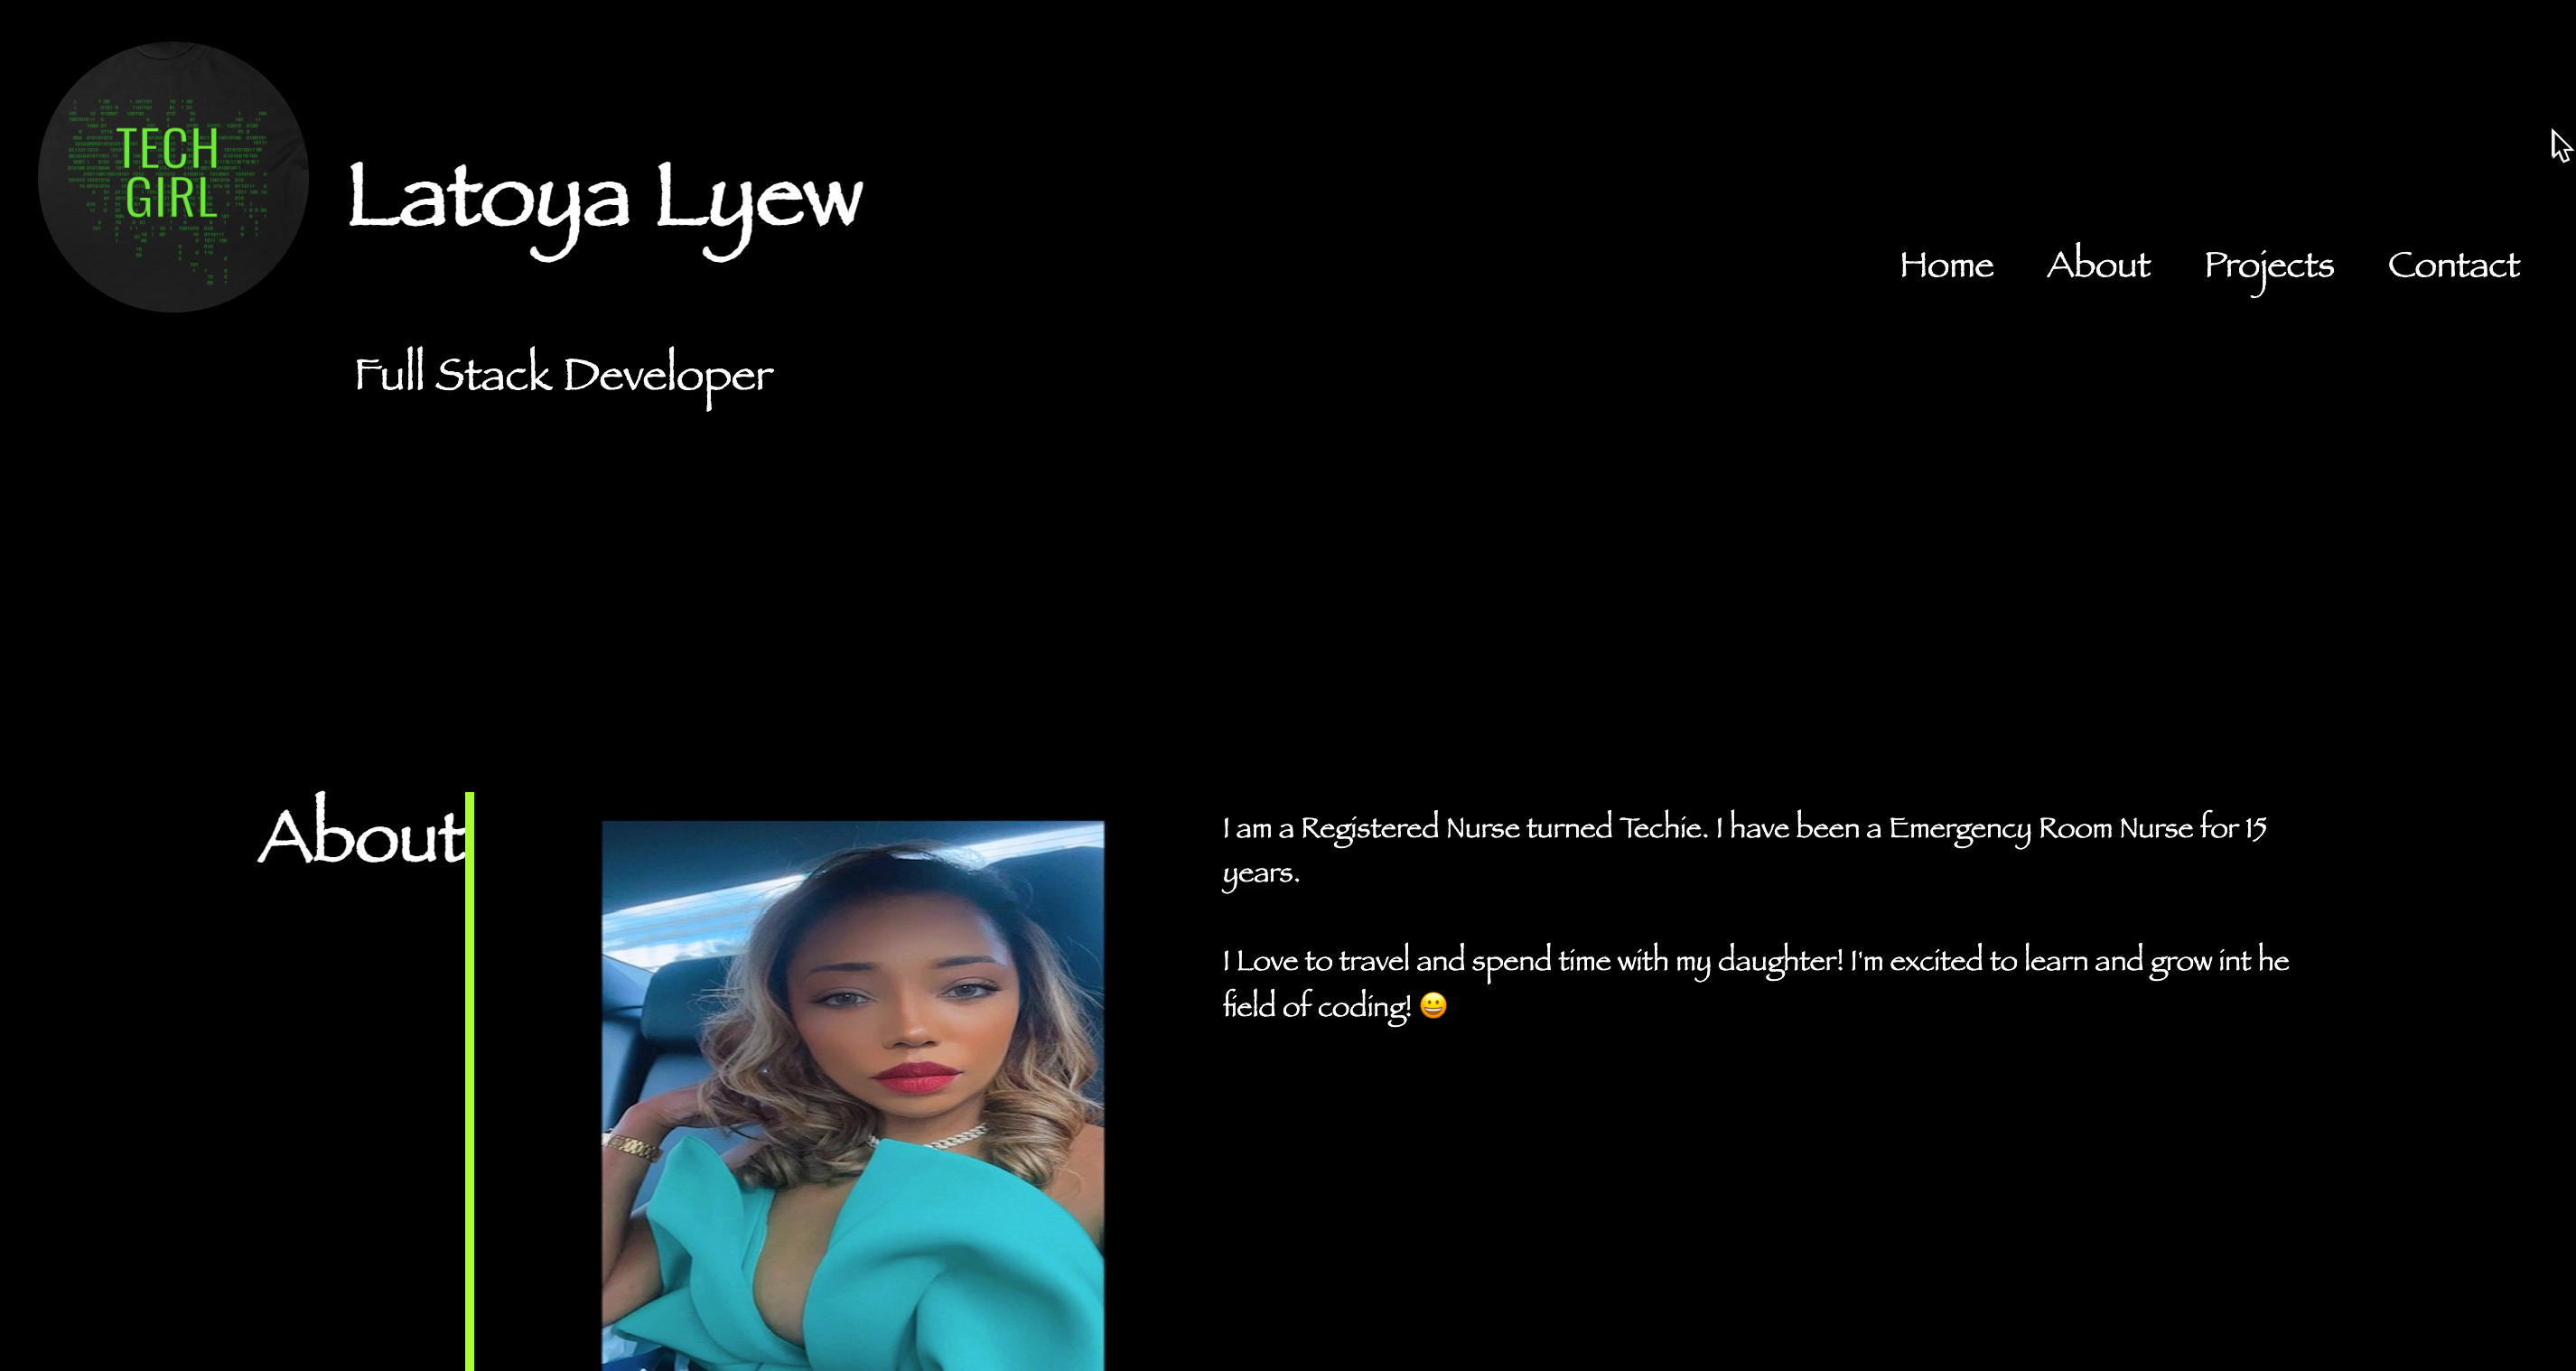 TECH
GIRL
Latoya Lyew
Home About Projects Contact
Full Stack Developer
About
I am a Registered Nurse turned Techie. I have been a Emergency Room Nurse for 15
years.
I Love to travel and spend time with my daughter! I'm excited to learn and grow int he
field of coding! 😀